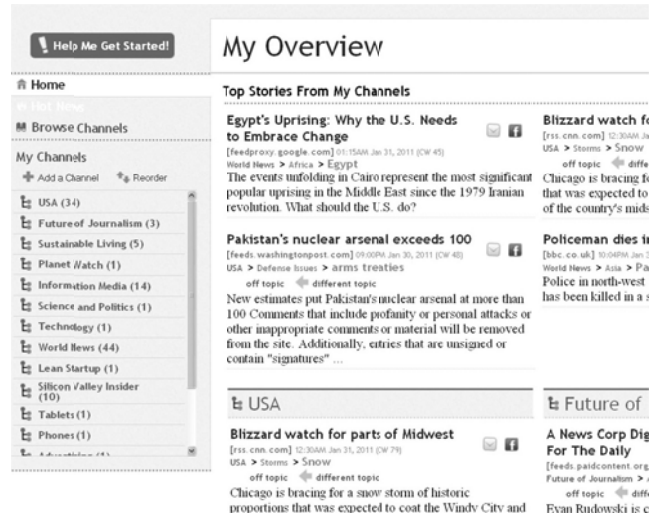 Help Me Get Started!
My Overview
Home
Hot News
Browse Channels
My Channels
Add a Channel Reorder
USA (34)
Future of Journalism (3)
Sustainable Living (5)
Planet Watch (1)
Information Media (14)
Science and Politics (1)
Technology (1)
World News (44)
Lean Startup (1)
Silicon Valley Insider
(10)
Tablets (1)
Phones (1)
Advertising (1)
Top Stories From My Channels
Egypt's Uprising: Why the U.S. Needs
to Embrace Change
[feedproxy.google.com] 01:15AM Jan 31, 2011 (CW 45)
World News > Africa > Egypt
The events unfolding in Cairo represent the most significant
popular uprising in the Middle East since the 1979 Iranian
revolution. What should the U.S. do?
Pakistan's nuclear arsenal exceeds 100
[feeds.washingtonpost.com] 09:00PM Jan 30, 2011 (CW 48)
USA > Defense Issues > arms treaties
off topic different topic
New estimates put Pakistan's nuclear arsenal at more than
100 Comments that include profanity or personal attacks or
other inappropriate comments or material will be removed
from the site. Additionally, entries that are unsigned or
contain "signatures" ...
Blizzard watch fo
[rss.cnn.com] 12:30AM Ja
USA > Storms > Snow
off topic diffe
Chicago is bracing fo
that was expected to
of the country's mids
Policeman dies i
[bbc.co.uk] 10:04PM Jan 3
World News > Asia > Pa
Police in north-west
has been killed in a s
USA
Blizzard watch for parts of Midwest
[rss.cnn.com] 12:30AM Jan 31, 2011 (CW 79)
USA > Storms > Snow
off topic different topic
Chicago is bracing for a snow storm of historic
proportions that was expected to coat the Windy City and
Future of
A News Corp Dig
For The Daily
[feeds.paidcontent.org
Future of Journalism >
off topic diffe
Evan Rudowski is c